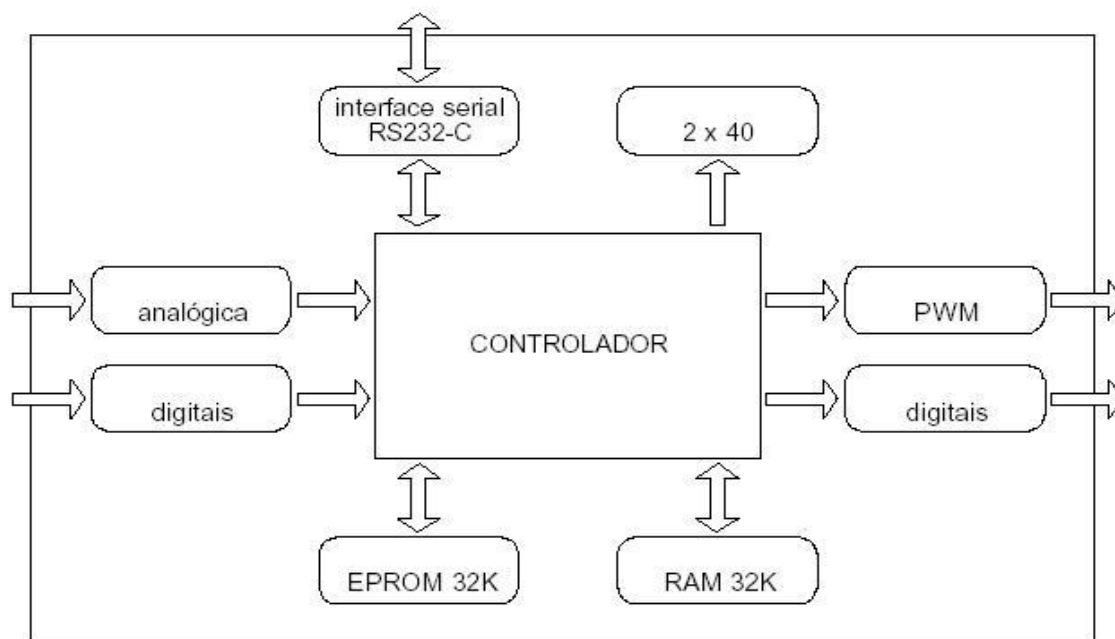 interface serial
RS232-C
2 x 40
analógica
CONTROLADOR
PWM
digitais
digitais
EPROM 32K
RAM 32K